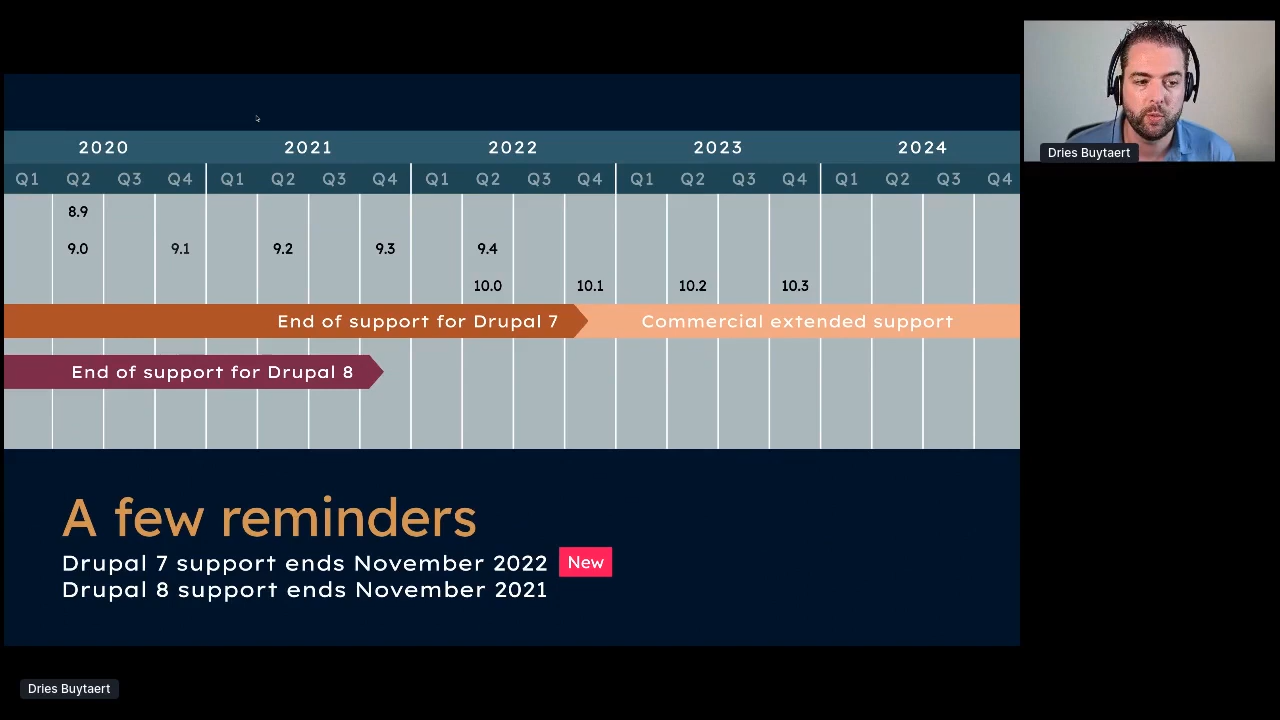 Dries Buytaert
2020 2021 2022 2023 2024
Q1 Q2 Q3 Q4 Q1 Q2 Q3 Q4 Q1 Q2 Q3 Q4 Q1 Q2 Q3 Q4 Q1 Q2 Q3 Q4
8.9
9.0 9.1 9.2 9.3 9.4
10.0 10.1 10.2 10.3
End of support for Drupal 7 Commercial extended support
End of support for Drupal 8
A few reminders
Drupal 7 support ends November 2022 New
Drupal 8 support ends November 2021
Dries Buytaert